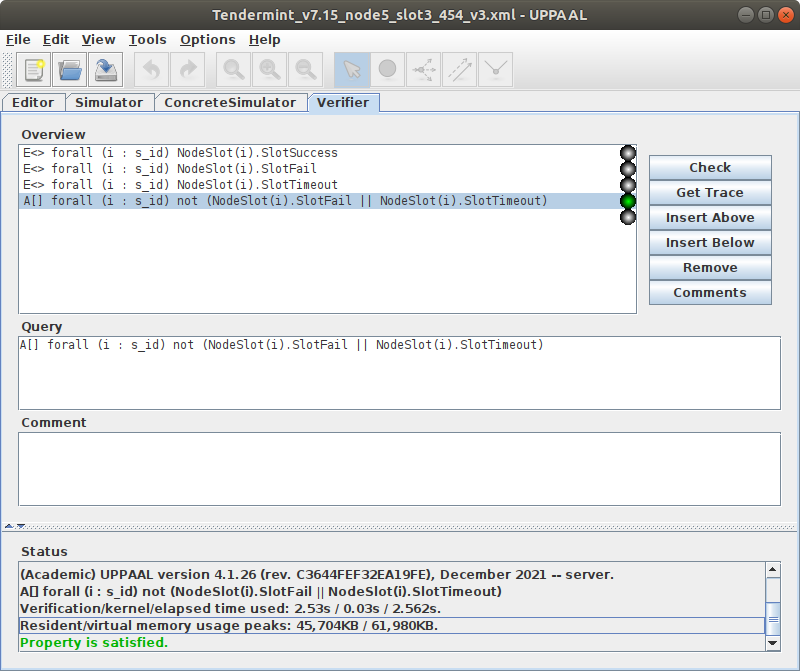 Tendermint_v7.15_node5_slot3_454_v3.xml - UPPAAL
File Edit View Tools Options Help
Editor Simulator ConcreteSimulator Verifier
Overview
E<> forall (i : s_id) NodeSlot(i).SlotSuccess
E<> forall (i : s_id) NodeSlot(i).SlotFail
E<> forall (i : s_id) NodeSlot(i).SlotTimeout
A[] forall (i : s_id) not (NodeSlot(i).SlotFail || NodeSlot(i).SlotTimeout)
Check
Get Trace
Insert Above
Insert Below
Remove
Comments
Query
A[] forall (i : s_id) not (NodeSlot(i).SlotFail || NodeSlot(i).SlotTimeout)
Comment
Status
(Academic) UPPAAL version 4.1.26 (rev. C3644FEF32EA19FE), December 2021 -- server.
A[] forall (i : s_id) not (NodeSlot(i).SlotFail || NodeSlot(i).SlotTimeout)
Verification/kernel/elapsed time used: 2.53s / 0.03s / 2.562s.
Resident/virtual memory usage peaks: 45,704KB / 61,980KB.
Property is satisfied.